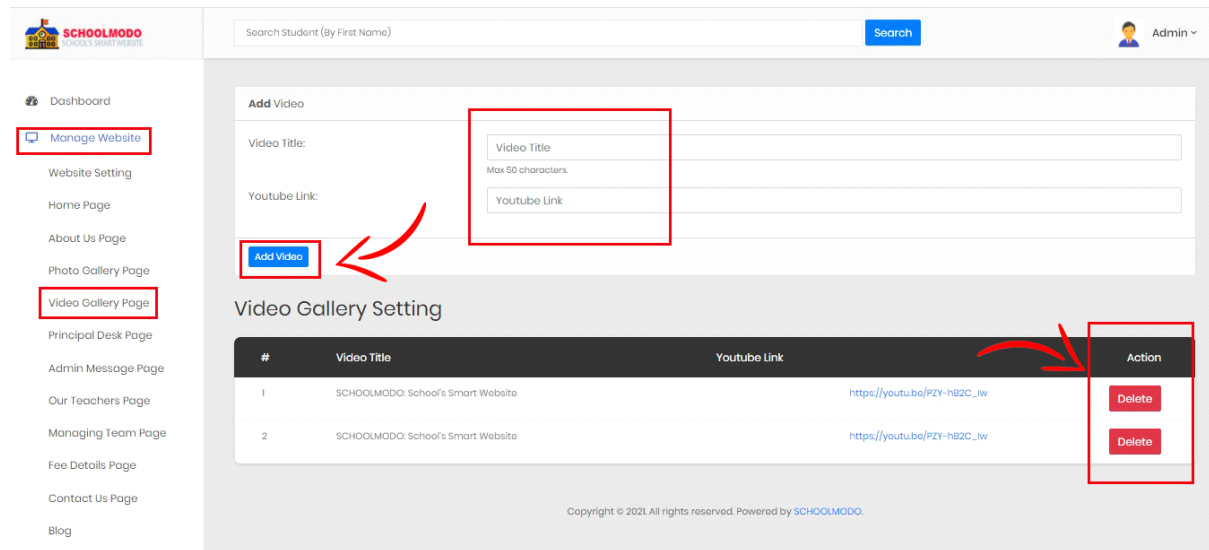 SCHOOLMODO
SCHOOL'S SMART WEBSITE
Search Student (By First Name)
Search
Admin
Dashboard
Manage Website
Website Setting
Home Page
About Us Page
Photo Gallery Page
Video Gallery Page
Principal Desk Page
Admin Message Page
Our Teachers Page
Managing Team Page
Fee Details Page
Contact Us Page
Blog
Add Video
Video Title:
Video Title
Max 50 characters.
Youtube Link:
Youtube Link
Add Video
Video Gallery Setting
# Video Title Youtube Link Action
1 SCHOOLMODO: School's Smart Website https://youtu.be/PZY-hB2C_Iw Delete
2 SCHOOLMODO: School's Smart Website https://youtu.be/PZY-hB2C_Iw Delete
Copyright © 2021. All rights reserved. Powered by SCHOOLMODO.